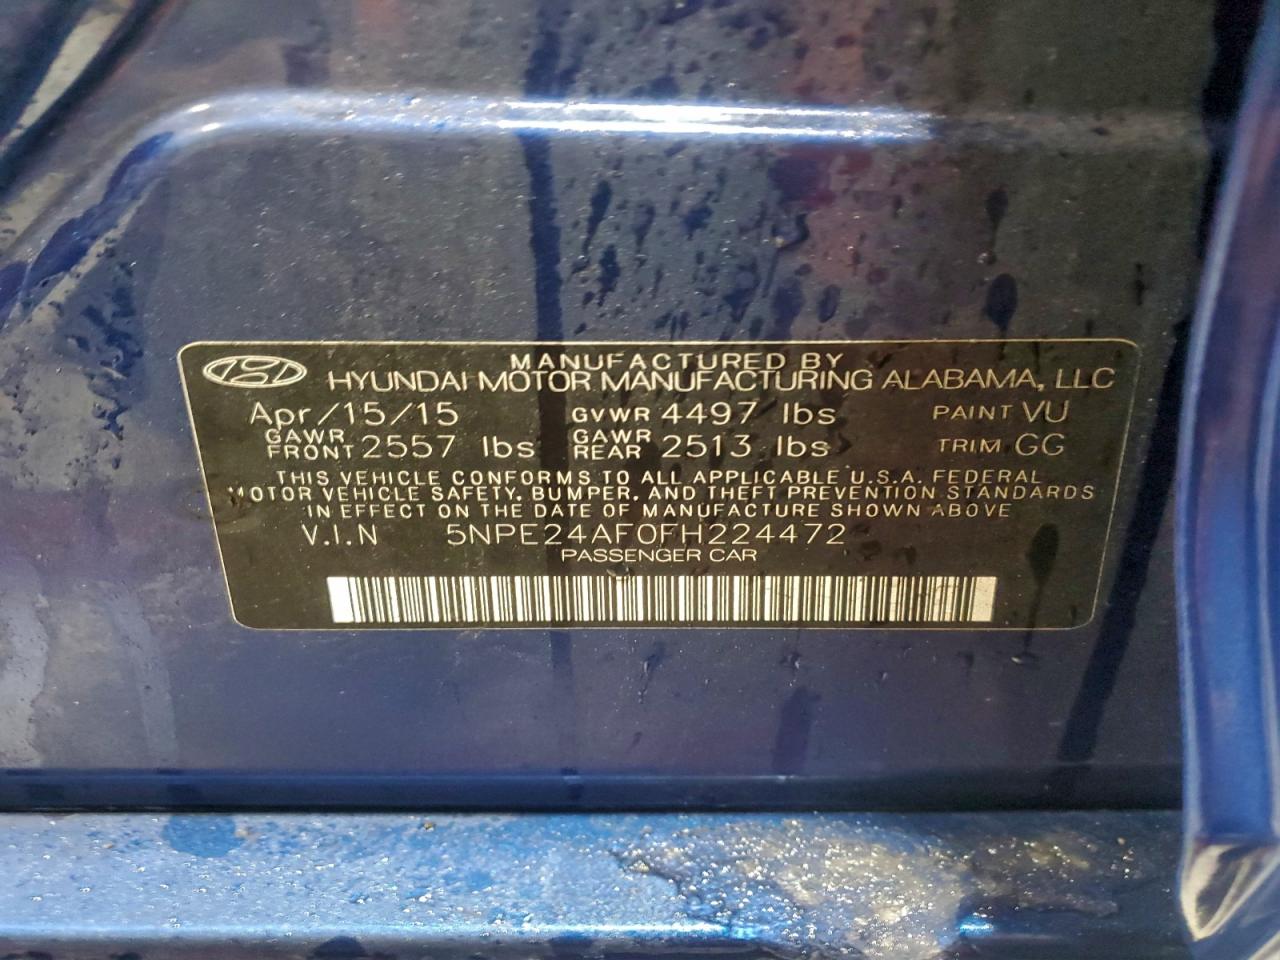 MANUFACTURED BY
HYUNDAI MOTOR MANUFACTURING ALABAMA, LLC
Apr/15/15 GVWR 4497 lbs PAINT VU
GAWR FRONT 2557 lbs GAWR REAR 2513 lbs TRIM GG
THIS VEHICLE CONFORMS TO ALL APPLICABLE U.S.A. FEDERAL
MOTOR VEHICLE SAFETY, BUMPER, AND THEFT PREVENTION STANDARDS
IN EFFECT ON THE DATE OF MANUFACTURE SHOWN ABOVE
V.I.N 5NPE24AF0FH224472
PASSENGER CAR